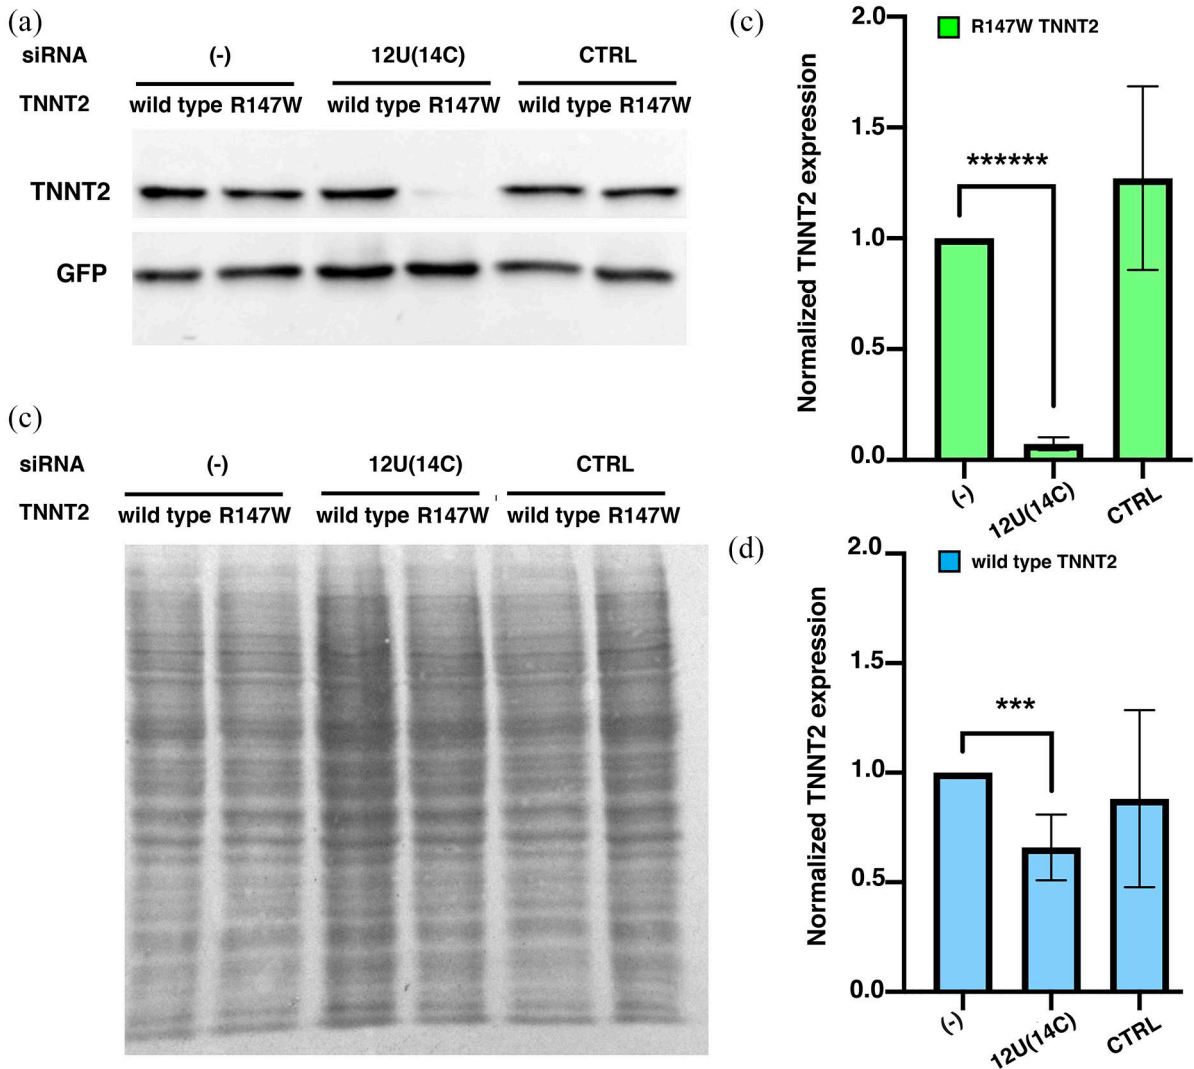 (a)
siRNA (-) 12U(14C) CTRL
TNNT2 wild type R147W wild type R147W wild type R147W
TNNT2
GFP
(c)
siRNA (-) 12U(14C) CTRL
TNNT2 wild type R147W wild type R147W wild type R147W
(c)
R147W TNNT2
Normalized TNNT2 expression
2.0
1.5
1.0
0.5
0.0
******
(-) 12U(14C) CTRL
(d)
wild type TNNT2
Normalized TNNT2 expression
2.0
1.5
1.0
0.5
0.0
***
(-) 12U(14C) CTRL